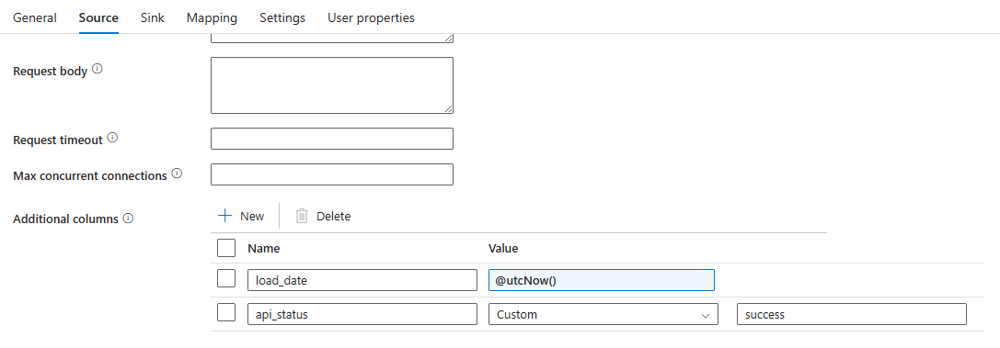 General Source Sink Mapping Settings User properties
Request body
Request timeout
Max concurrent connections
Additional columns New Delete
Name Value
load_date @utcNow()
api_status Custom success